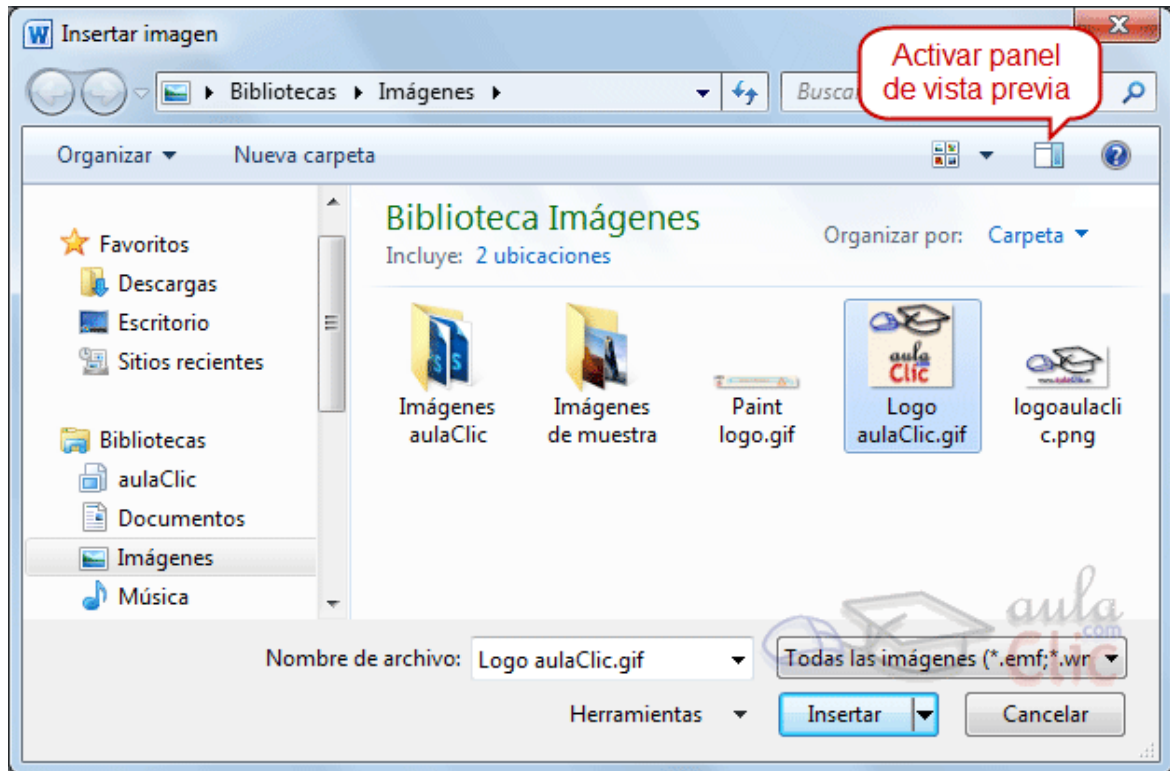 Insertar imagen
Activar panel
de vista previa
Bibliotecas Imágenes
Organizar Nueva carpeta
Favoritos
Descargas
Escritorio
Sitios recientes
Bibliotecas
aulaClic
Documentos
Imágenes
Música
Biblioteca Imágenes
Incluye: 2 ubicaciones
Organizar por: Carpeta
Imágenes
aulaClic
Imágenes
de muestra
Paint
logo.gif
aula
Clic
Logo
aulaClic.gif
logoaulacli
c.png
aula
.com
Clic
Nombre de archivo: Logo aulaClic.gif
Todas las imágenes (*.emf;*.wr
Herramientas Insertar Cancelar